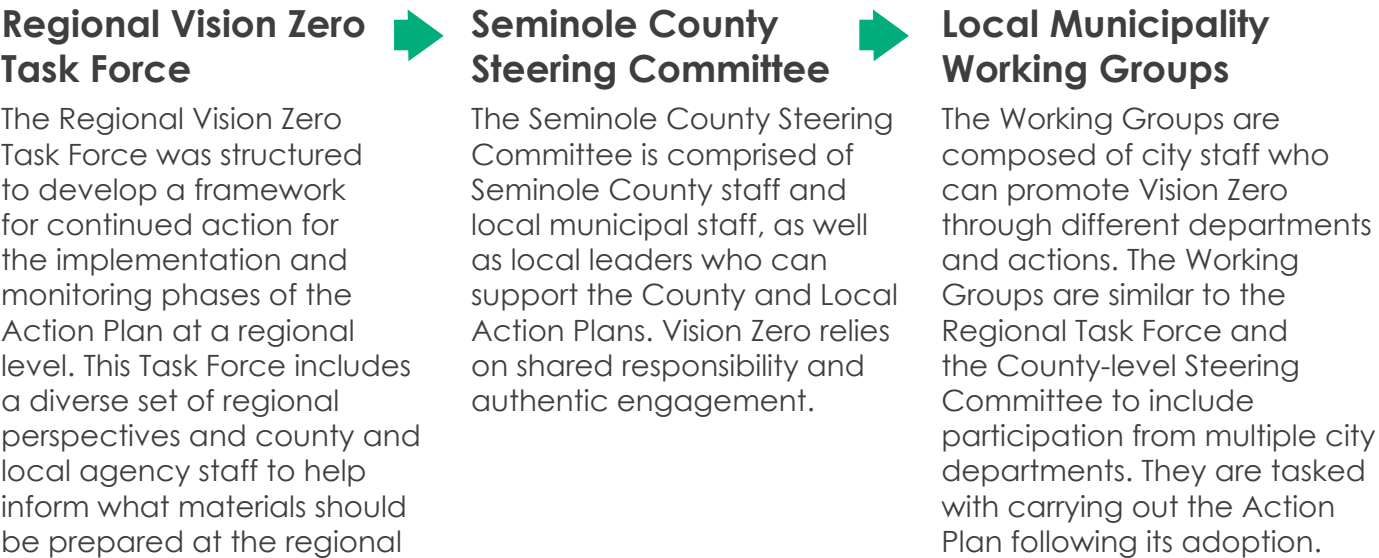 Regional Vision Zero
Task Force
The Regional Vision Zero
Task Force was structured
to develop a framework
for continued action for
the implementation and
monitoring phases of the
Action Plan at a regional
level. This Task Force includes
a diverse set of regional
perspectives and county and
local agency staff to help
inform what materials should
be prepared at the regional
Seminole County
Steering Committee
The Seminole County Steering
Committee is comprised of
Seminole County staff and
local municipal staff, as well
as local leaders who can
support the County and Local
Action Plans. Vision Zero relies
on shared responsibility and
authentic engagement.
Local Municipality
Working Groups
The Working Groups are
composed of city staff who
can promote Vision Zero
through different departments
and actions. The Working
Groups are similar to the
Regional Task Force and
the County-level Steering
Committee to include
participation from multiple city
departments. They are tasked
with carrying out the Action
Plan following its adoption.